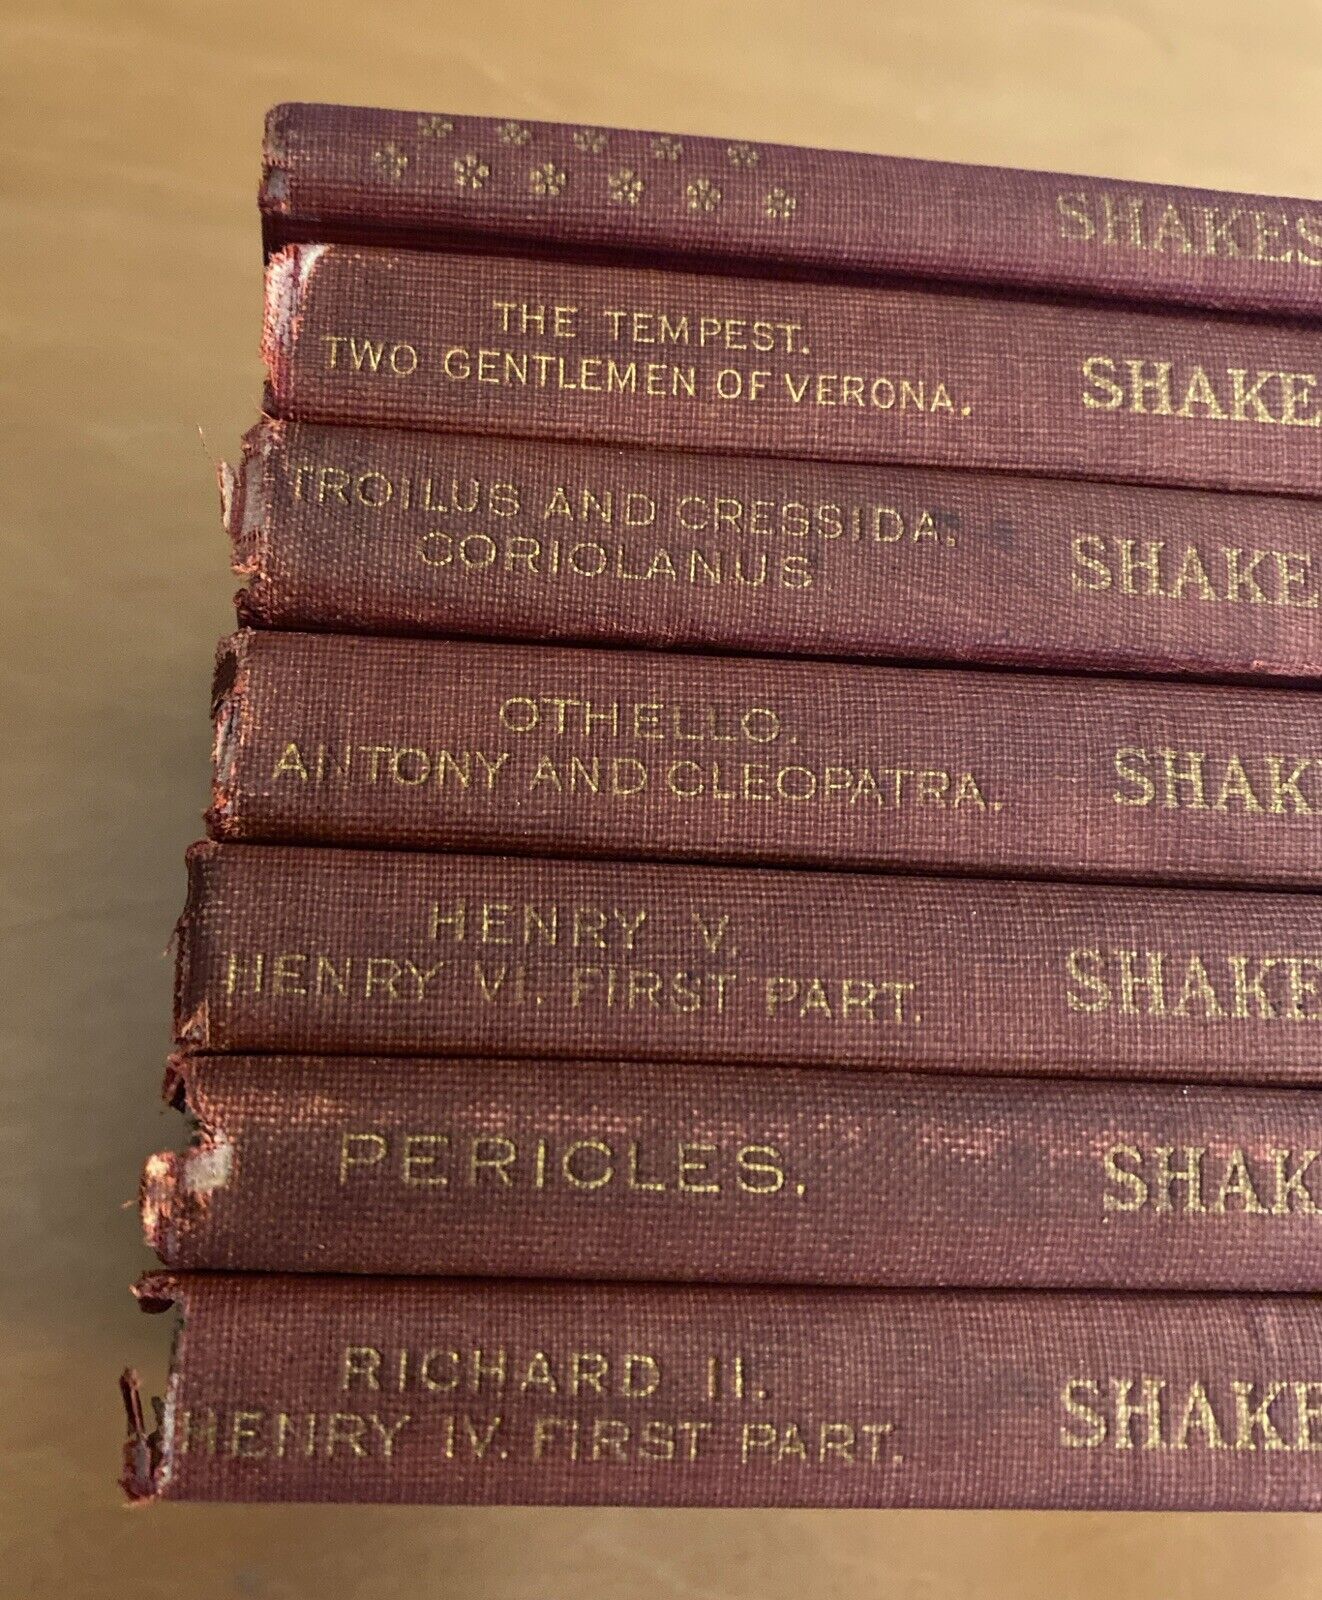 SHAKES
THE TEMPEST.
TWO GENTLEMEN OF VERONA.
SHAKE
TROILUS AND CRESSIDA.
CORIOLANUS.
SHAKE
OTHELLO.
ANTONY AND CLEOPATRA.
SHAK
HENRY V.
HENRY VI. FIRST PART.
SHAKE
PERICLES.
SHAK
RICHARD II.
HENRY IV. FIRST PART.
SHAKE